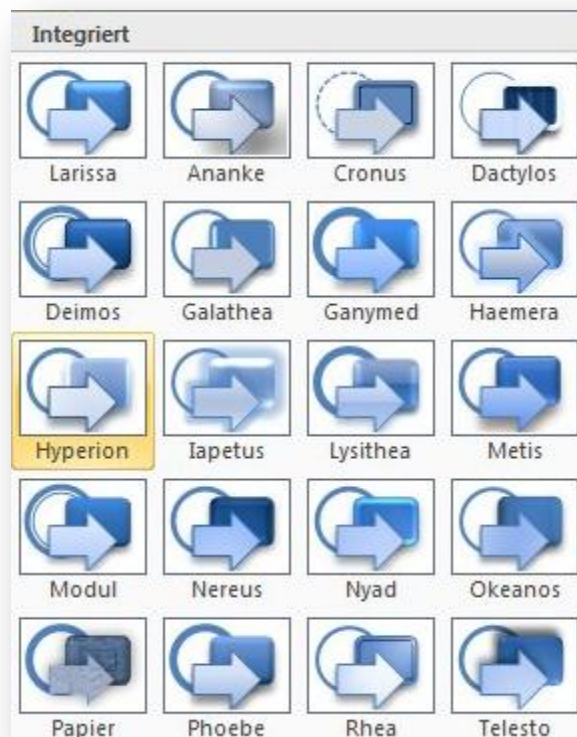 Integriert
Larissa Ananke Cronus Dactylos
Deimos Galathea Ganymed Haemera
Hyperion Iapetus Lysithea Metis
Modul Nereus Nyad Okeanos
Papier Phoebe Rhea Telesto